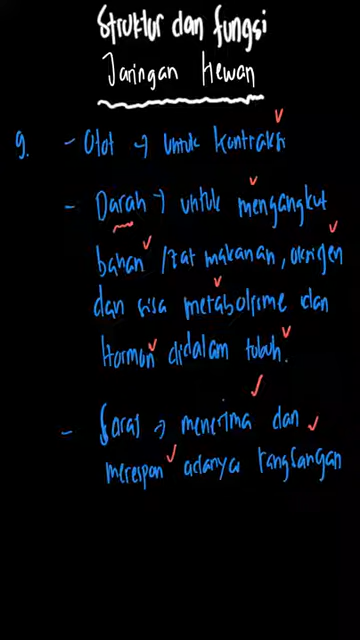 Struktur dan fungsi
Jaringan Hewan
9. - Otot → untuk kontraksi
- Darah → untuk mengangkut
bahan / zat makanan, oksigen
dan sisa metabolisme dan
Hormon didalam tubuh.
- Saraf → menerima dan
merespon adanya rangsangan